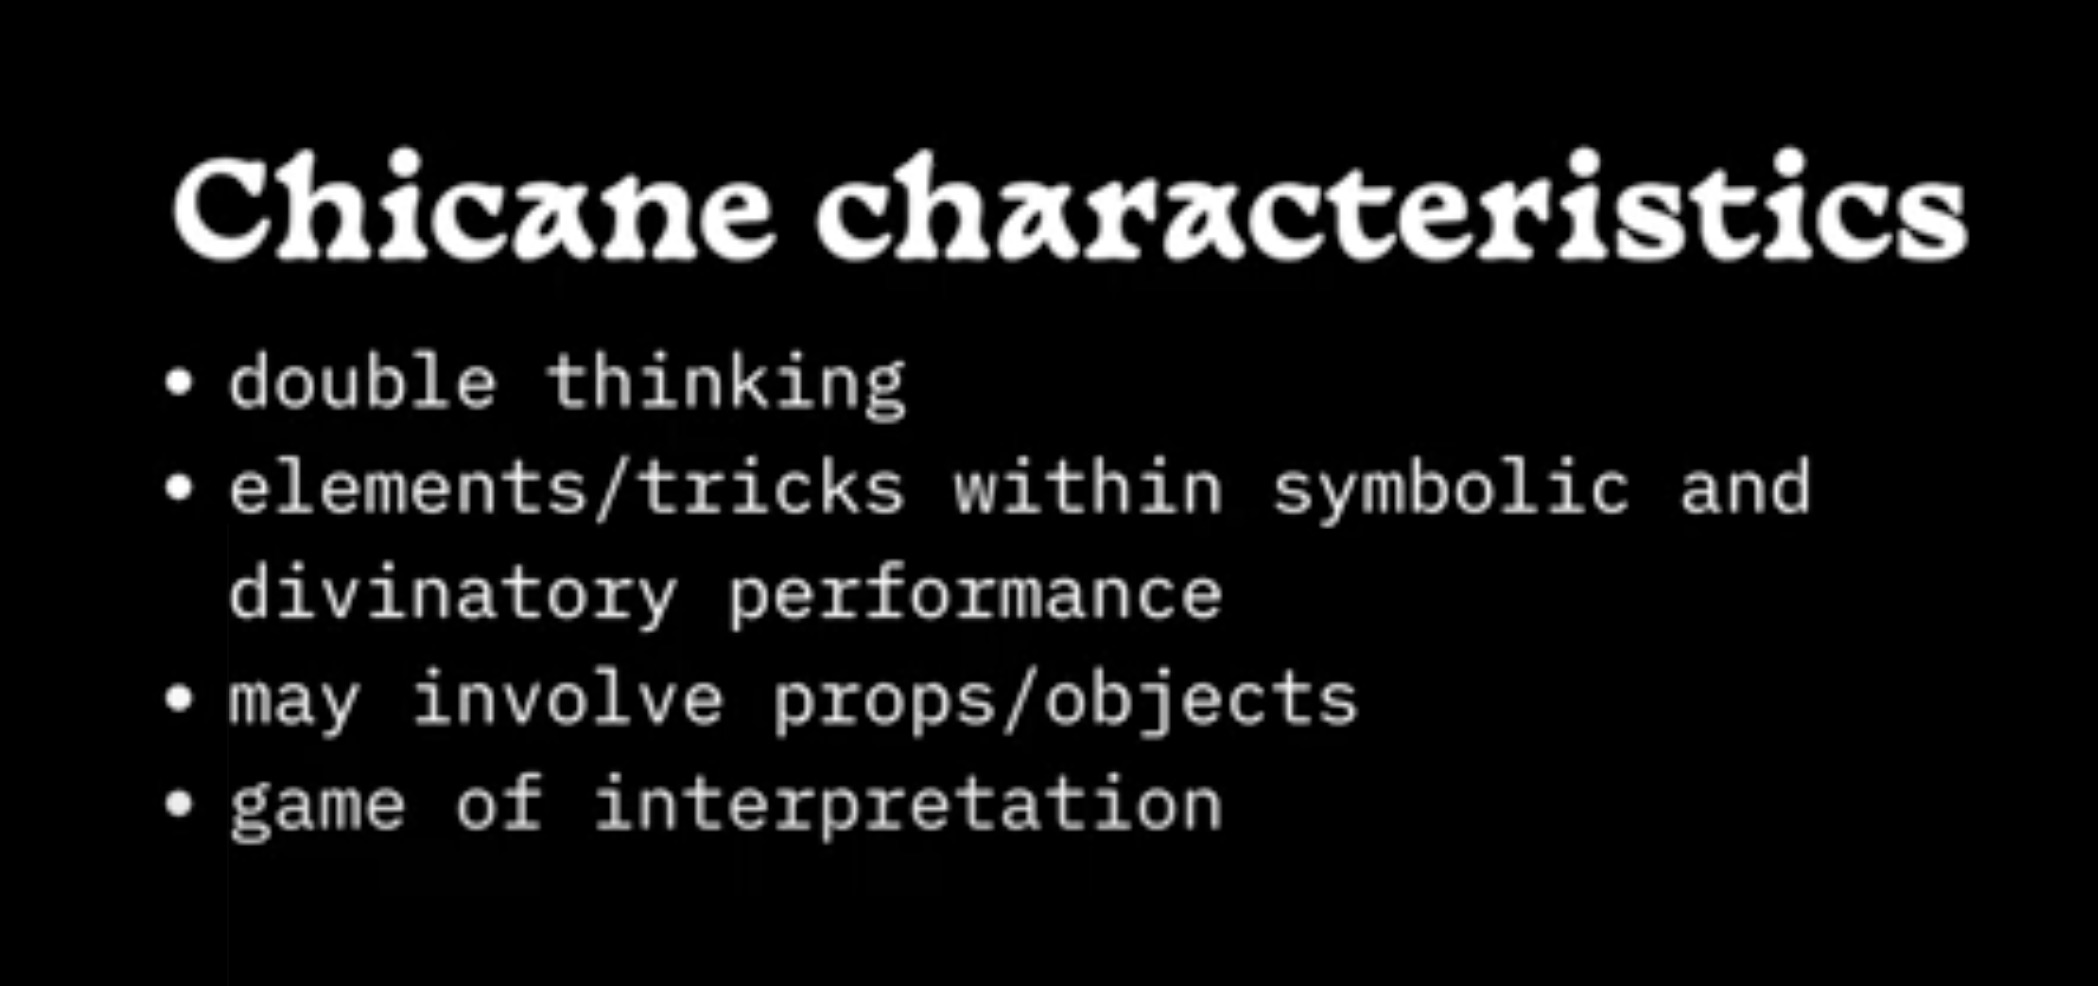 Chicane characteristics
• double thinking
• elements/tricks within symbolic and
divinatory performance
• may involve props/objects
• game of interpretation